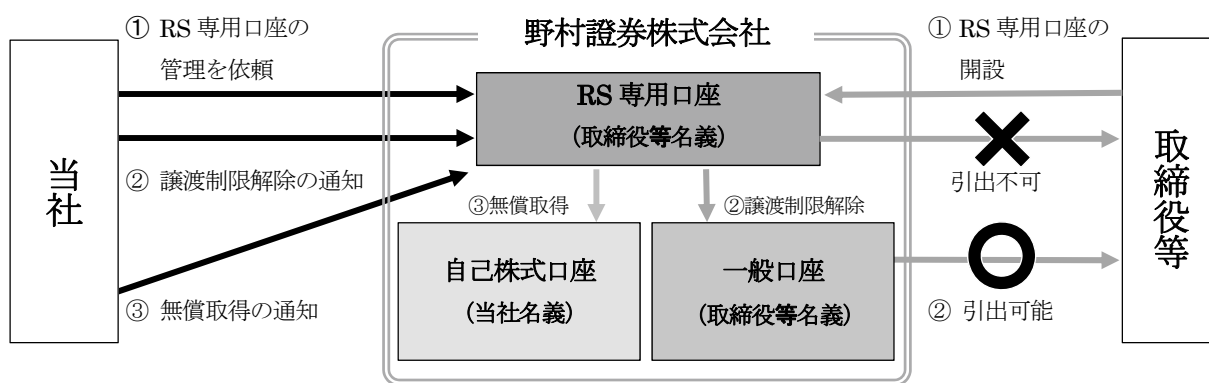 当社
① RS 専用口座の
管理を依頼
② 譲渡制限解除の通知
③ 無償取得の通知
野村證券株式会社
RS 専用口座
(取締役等名義)
③無償取得
②譲渡制限解除
自己株式口座
(当社名義)
一般口座
(取締役等名義)
① RS 専用口座の
開設
引出不可
② 引出可能
取締役等